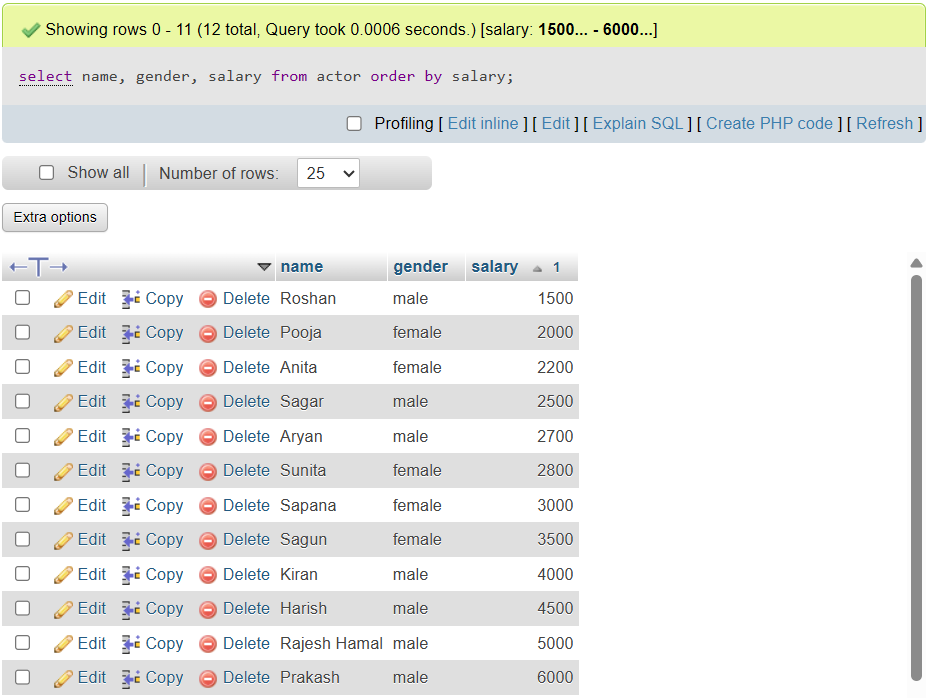 Showing rows 0 - 11 (12 total, Query took 0.0006 seconds.) [salary: 1500... - 6000...]
select name, gender, salary from actor order by salary;
Profiling [ Edit inline ] [ Edit ] [ Explain SQL ] [ Create PHP code ] [ Refresh ]
Show all Number of rows: 25
Extra options
name gender salary 1
Edit Copy Delete Roshan male 1500
Edit Copy Delete Pooja female 2000
Edit Copy Delete Anita female 2200
Edit Copy Delete Sagar male 2500
Edit Copy Delete Aryan male 2700
Edit Copy Delete Sunita female 2800
Edit Copy Delete Sapana female 3000
Edit Copy Delete Sagun female 3500
Edit Copy Delete Kiran male 4000
Edit Copy Delete Harish male 4500
Edit Copy Delete Rajesh Hamal male 5000
Edit Copy Delete Prakash male 6000